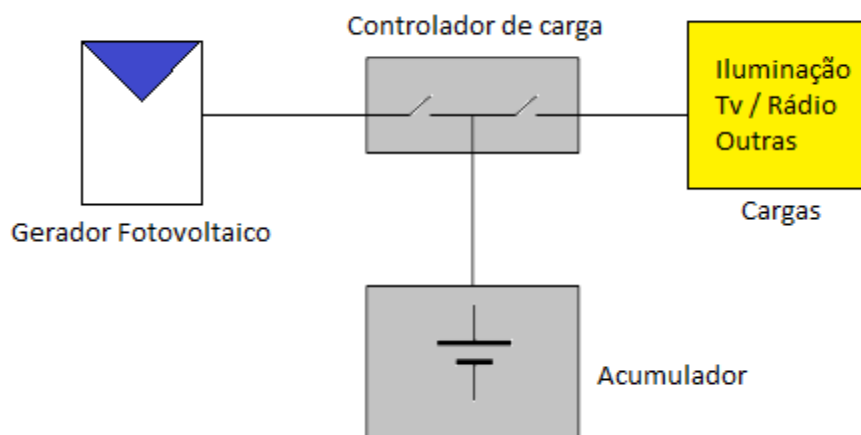 Controlador de carga
Iluminação
Tv / Rádio
Outras
Cargas
Gerador Fotovoltaico
Acumulador